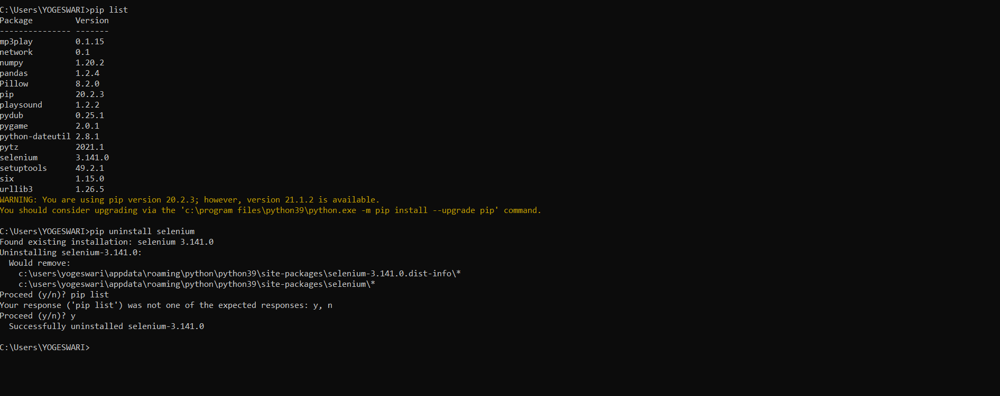 C:\Users\YOGESWARI>pip list
Package         Version
--------------- -------
mp3play         0.1.15
network         0.1
numpy           1.20.2
pandas          1.2.4
Pillow          8.2.0
pip             20.2.3
playsound       1.2.2
pydub           0.25.1
pygame          2.0.1
python-dateutil 2.8.1
pytz            2021.1
selenium        3.141.0
setuptools      49.2.1
six             1.15.0
urllib3         1.26.5
WARNING: You are using pip version 20.2.3; however, version 21.1.2 is available.
You should consider upgrading via the 'c:\program files\python39\python.exe -m pip install --upgrade pip' command.
C:\Users\YOGESWARI>pip uninstall selenium
Found existing installation: selenium 3.141.0
Uninstalling selenium-3.141.0:
  Would remove:
    c:\users\yogeswari\appdata\roaming\python\python39\site-packages\selenium-3.141.0.dist-info\*
    c:\users\yogeswari\appdata\roaming\python\python39\site-packages\selenium\*
Proceed (y/n)? pip list
Your response ('pip list') was not one of the expected responses: y, n
Proceed (y/n)? y
  Successfully uninstalled selenium-3.141.0
C:\Users\YOGESWARI>